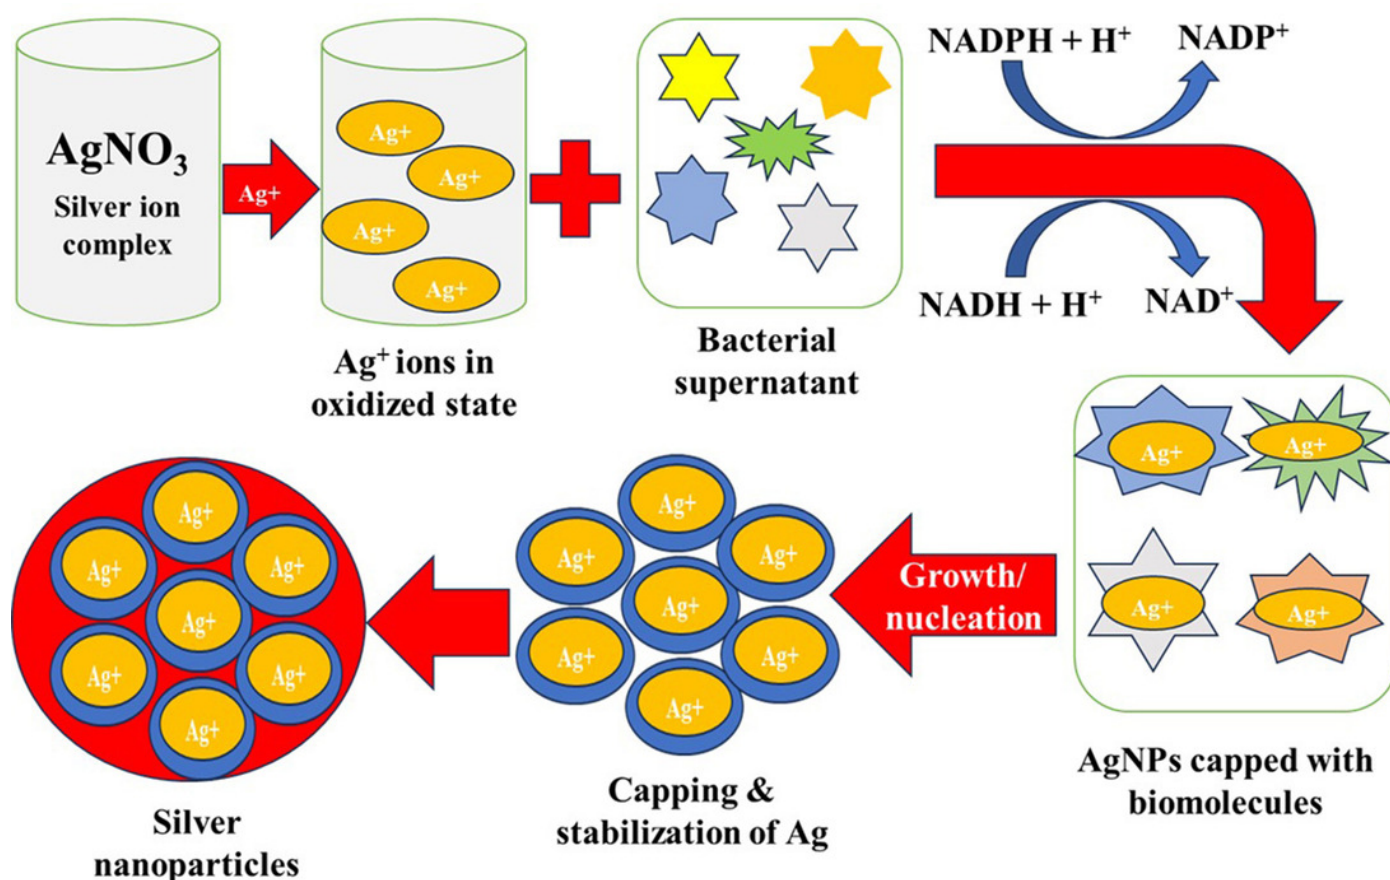 AgNO₃
Silver ion
complex
Ag+
Ag+
Ag+
Ag+
Ag+
Ag⁺ ions in
oxidized state
Bacterial
supernatant
NADPH + H⁺
NADP⁺
NADH + H⁺
NAD⁺
Ag+
Ag+
Ag+
Ag+
AgNPs capped with
biomolecules
Growth/
nucleation
Ag+
Ag+
Ag+
Ag+
Ag+
Ag+
Ag+
Capping &
stabilization of Ag
Ag+
Ag+
Ag+
Ag+
Ag+
Ag+
Ag+
Silver
nanoparticles